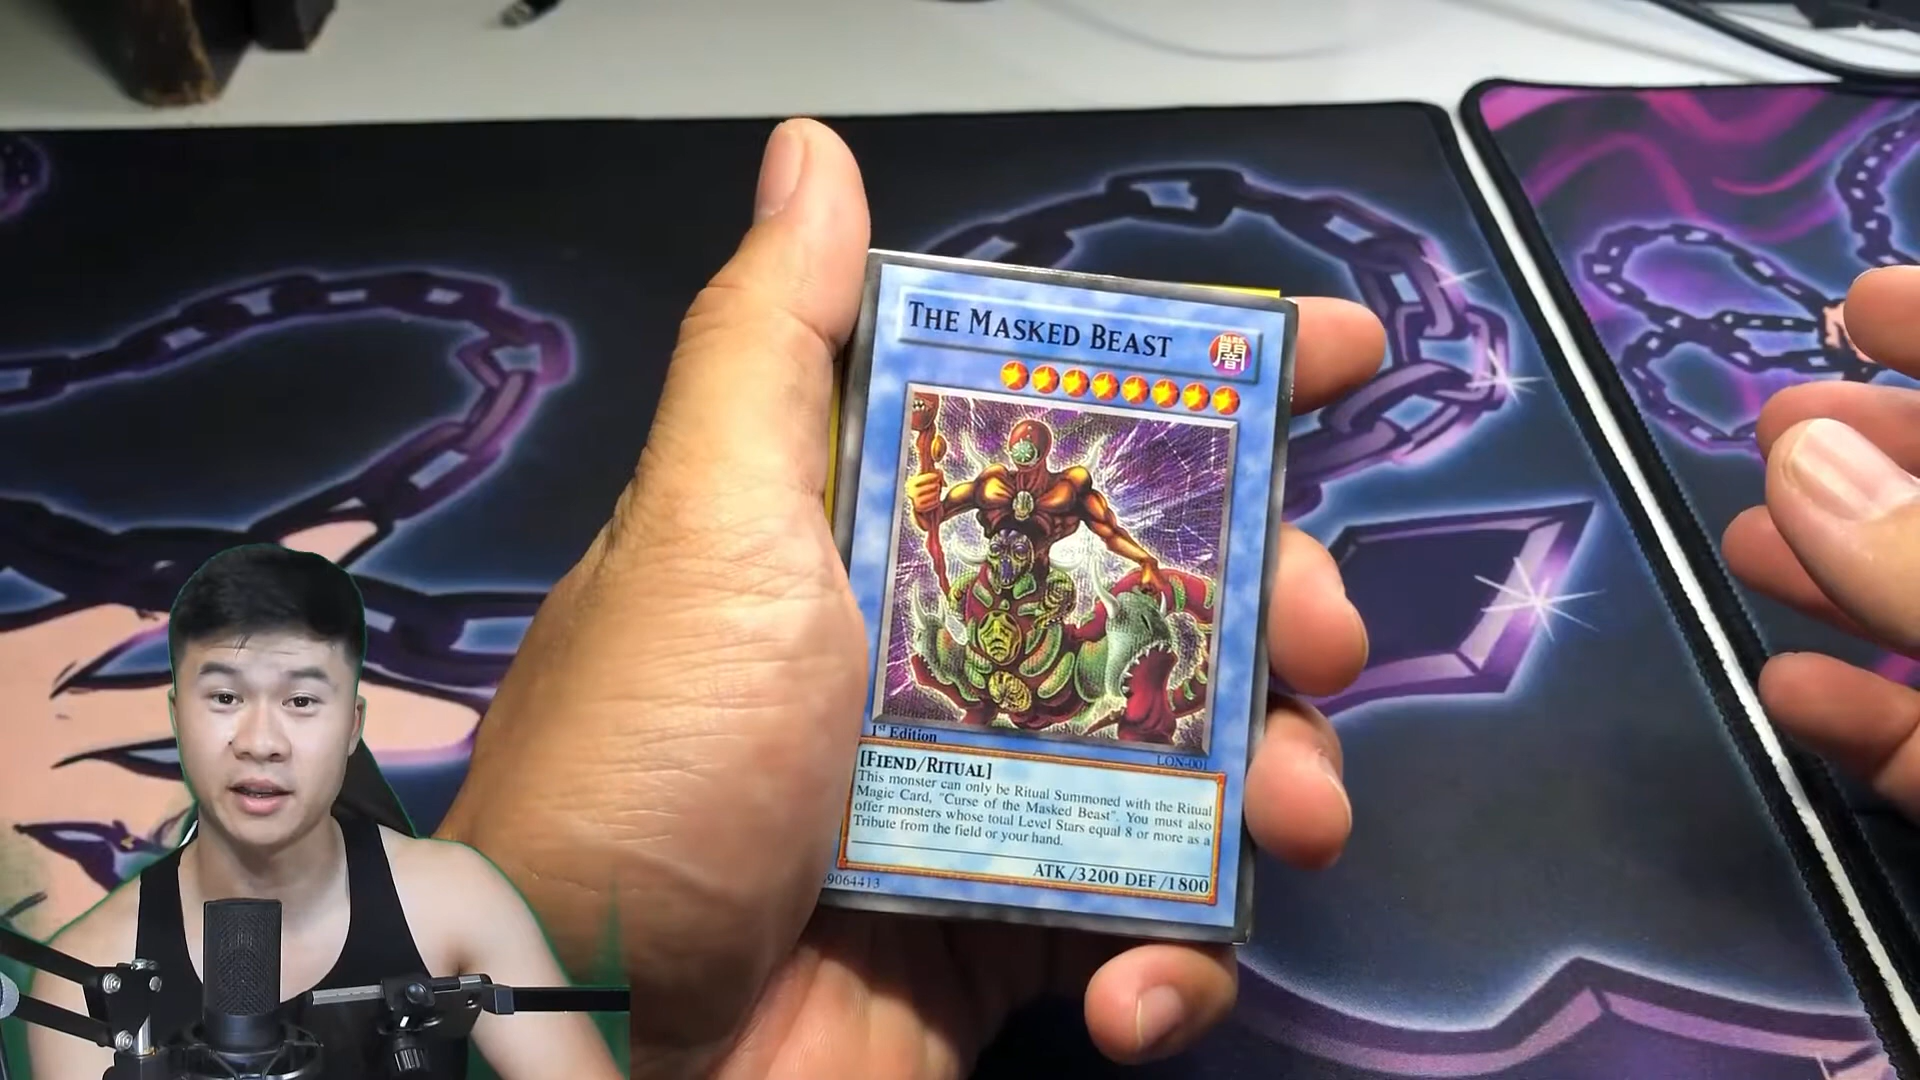 THE MASKED BEAST
DARK
闇
1st Edition
LON-001
[FIEND/RITUAL]
This monster can only be Ritual Summoned with the Ritual
Magic Card, "Curse of the Masked Beast". You must also
offer monsters whose total Level Stars equal 8 or more as a
Tribute from the field or your hand.
ATK/3200 DEF/1800
9064413